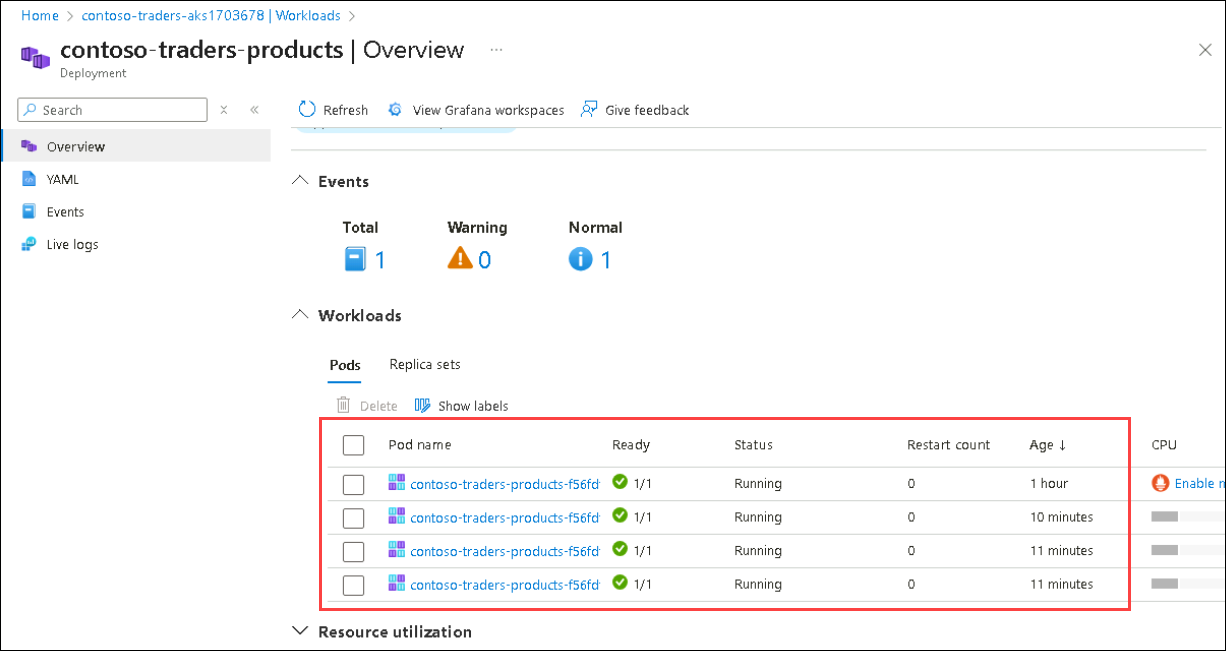 Home > contoso-traders-aks1703678 | Workloads >
contoso-traders-products | Overview ...
Deployment
Search
Refresh View Grafana workspaces Give feedback
Overview
YAML
Events
Live logs
Events
Total Warning Normal
1 0 1
Workloads
Pods Replica sets
Delete Show labels
Pod name Ready Status Restart count Age ↓ CPU
contoso-traders-products-f56fd 1/1 Running 0 1 hour Enable
contoso-traders-products-f56fd 1/1 Running 0 10 minutes
contoso-traders-products-f56fd 1/1 Running 0 11 minutes
contoso-traders-products-f56fd 1/1 Running 0 11 minutes
Resource utilization